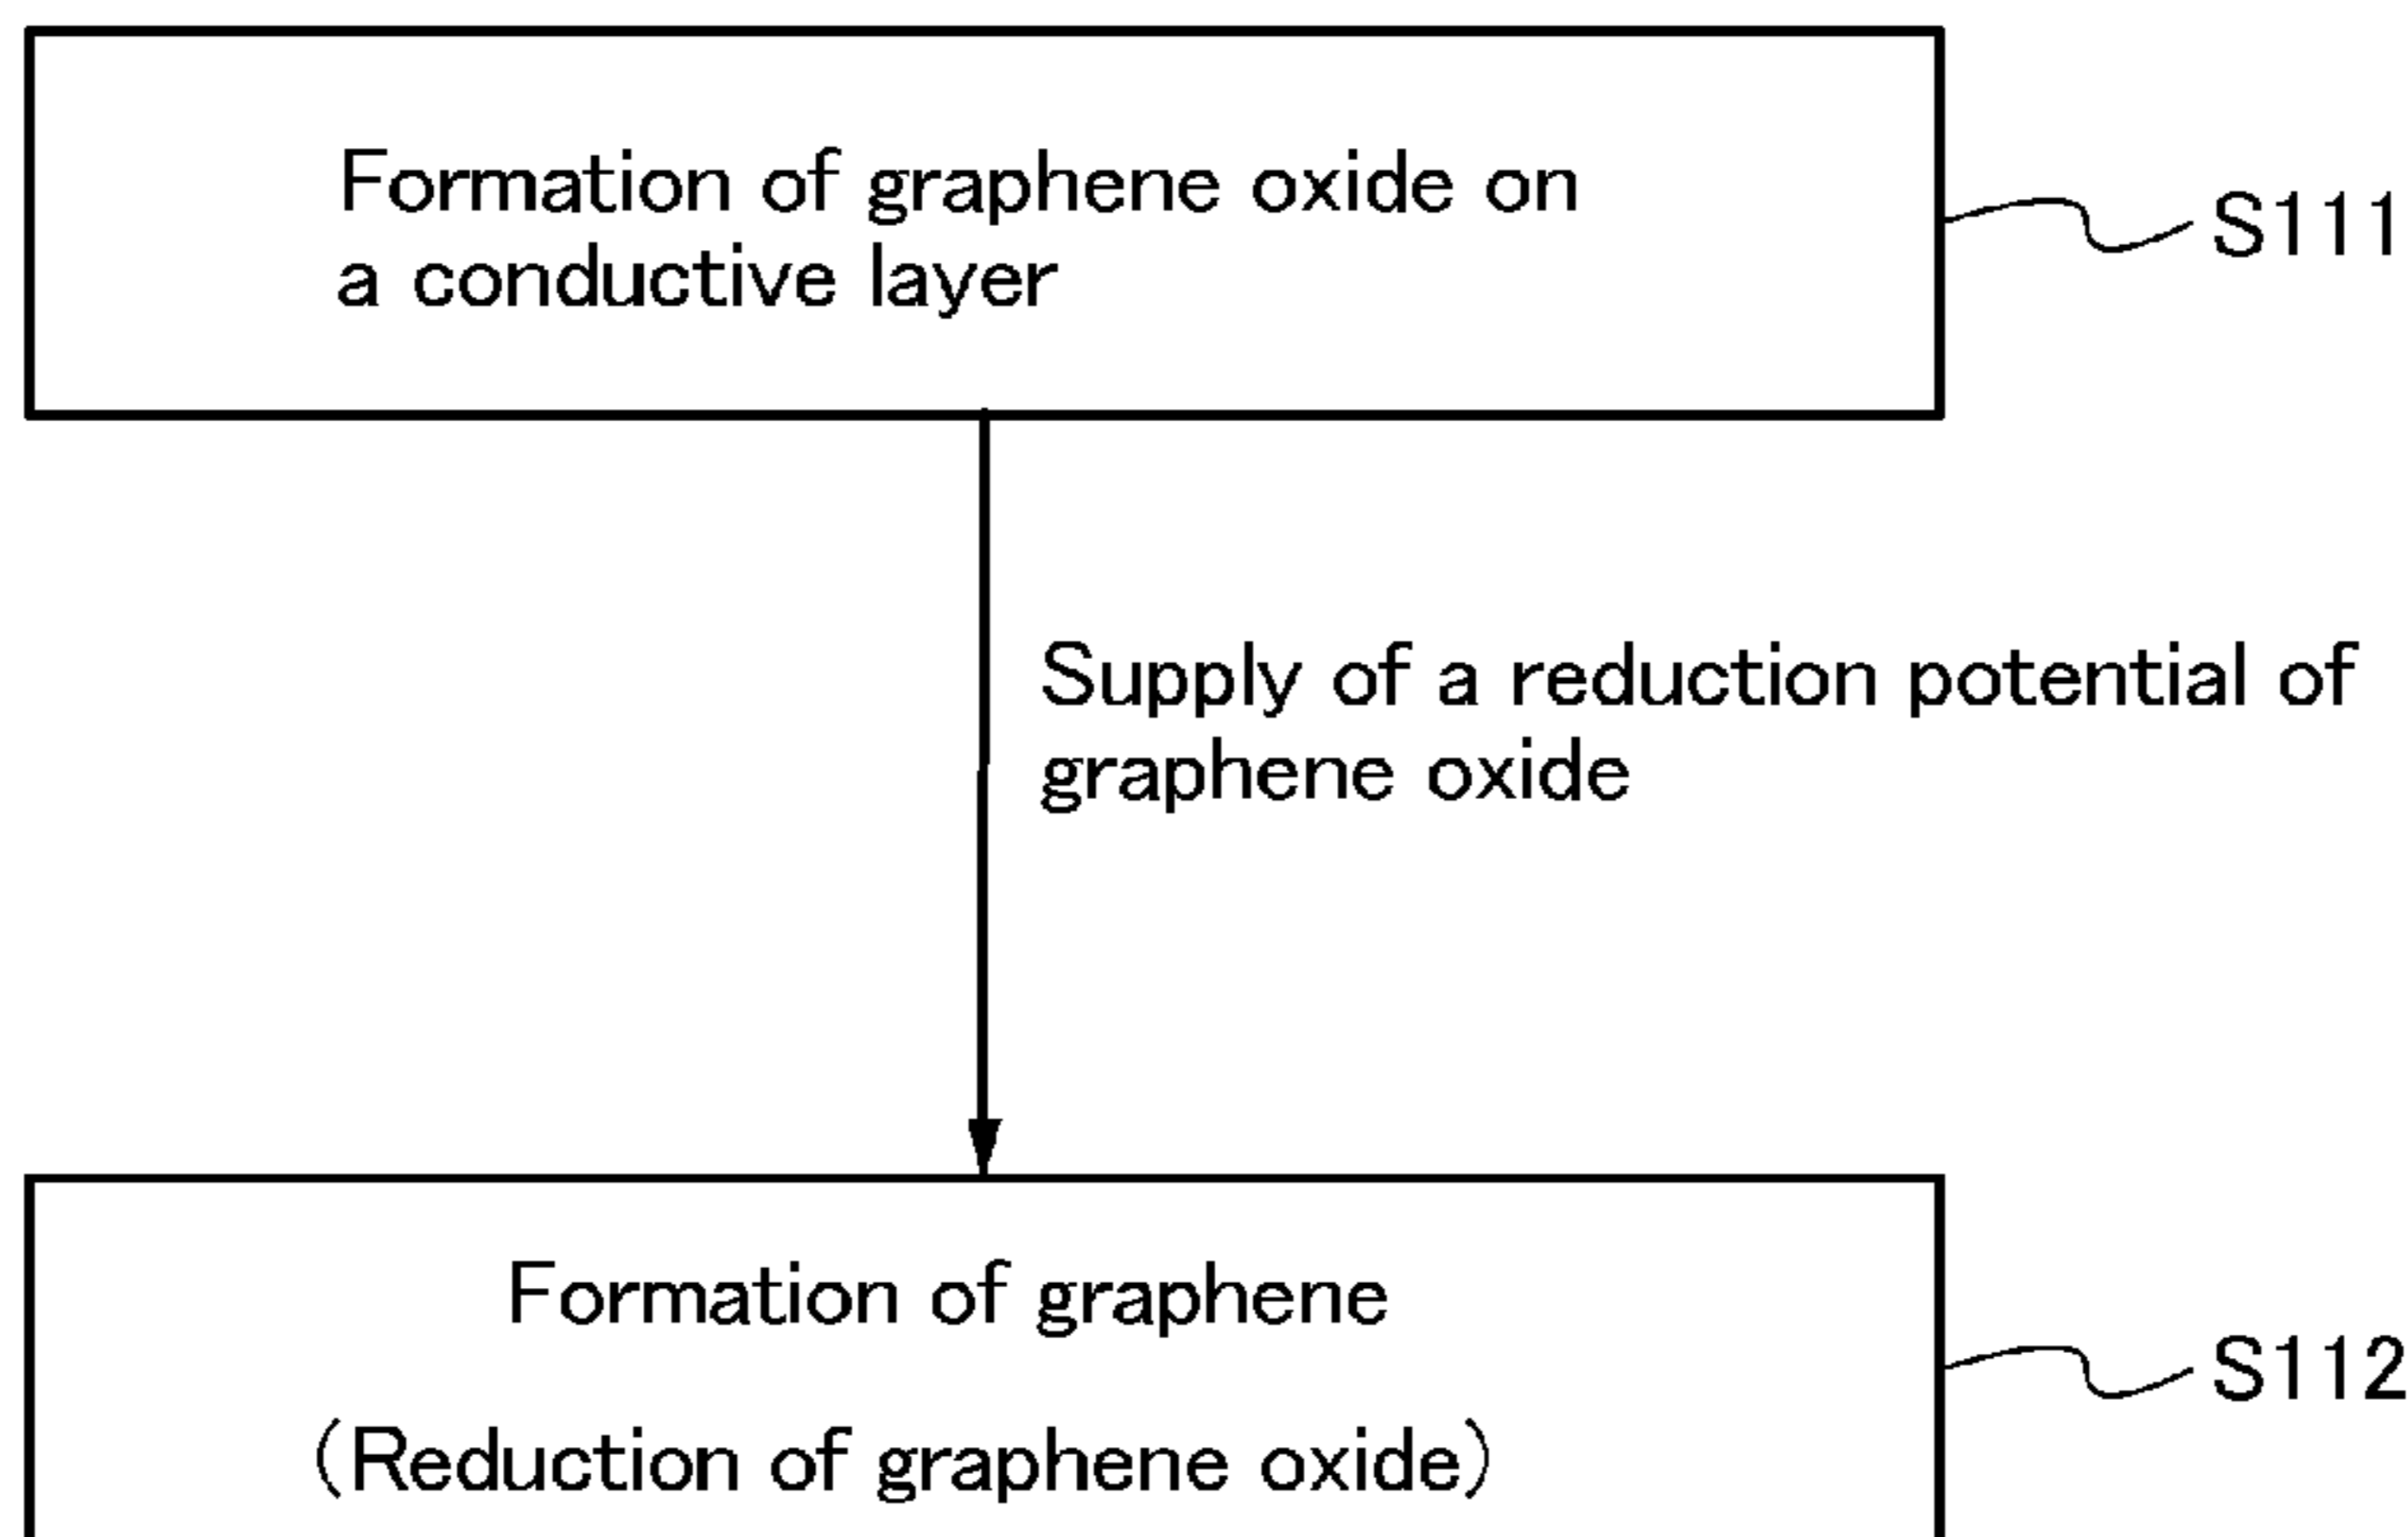 Formation of graphene oxide on
a conductive layer
S111
Supply of a reduction potential of
graphene oxide
Formation of graphene
(Reduction of graphene oxide)
S112